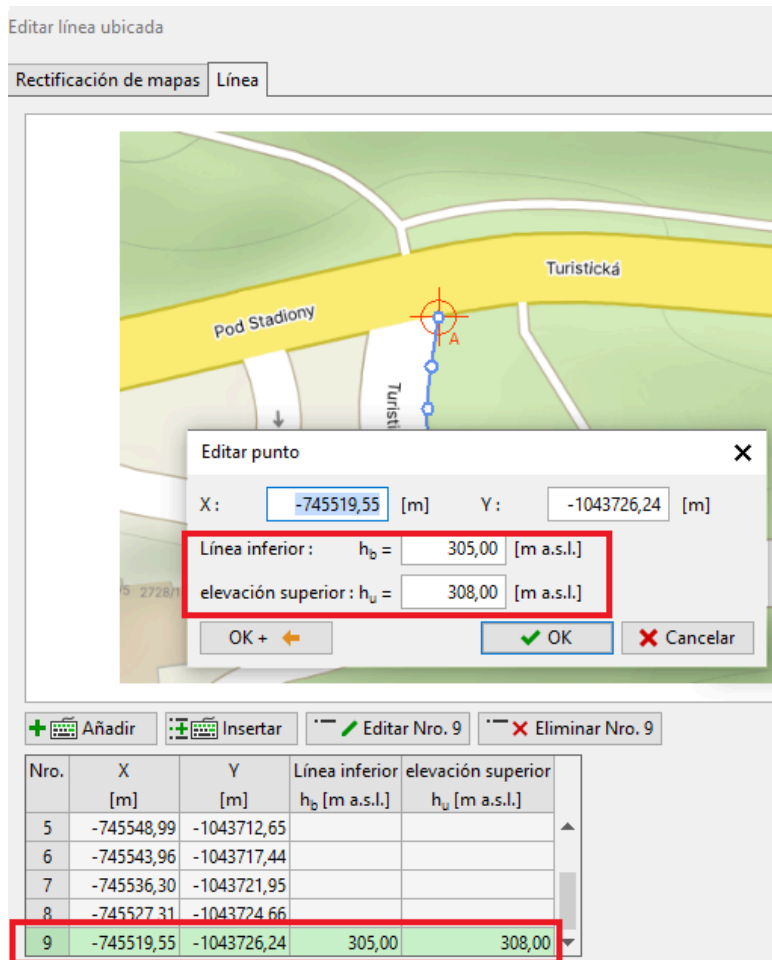 Editar línea ubicada
Rectificación de mapas Línea
Turistická
Pod Stadiony
A
Turisti
Editar punto
X : -745519,55 [m] Y : -1043726,24 [m]
Línea inferior : hb = 305,00 [m a.s.l.]
elevación superior : hu = 308,00 [m a.s.l.]
OK + OK Cancelar
Añadir Insertar Editar Nro. 9 Eliminar Nro. 9
Nro. X Y Línea inferior elevación superior
[m] [m] hb [m a.s.l.] hu [m a.s.l.]
5 -745548,99 -1043712,65
6 -745543,96 -1043717,44
7 -745536,30 -1043721,95
8 -745527,31 -1043724,66
9 -745519,55 -1043726,24 305,00 308,00